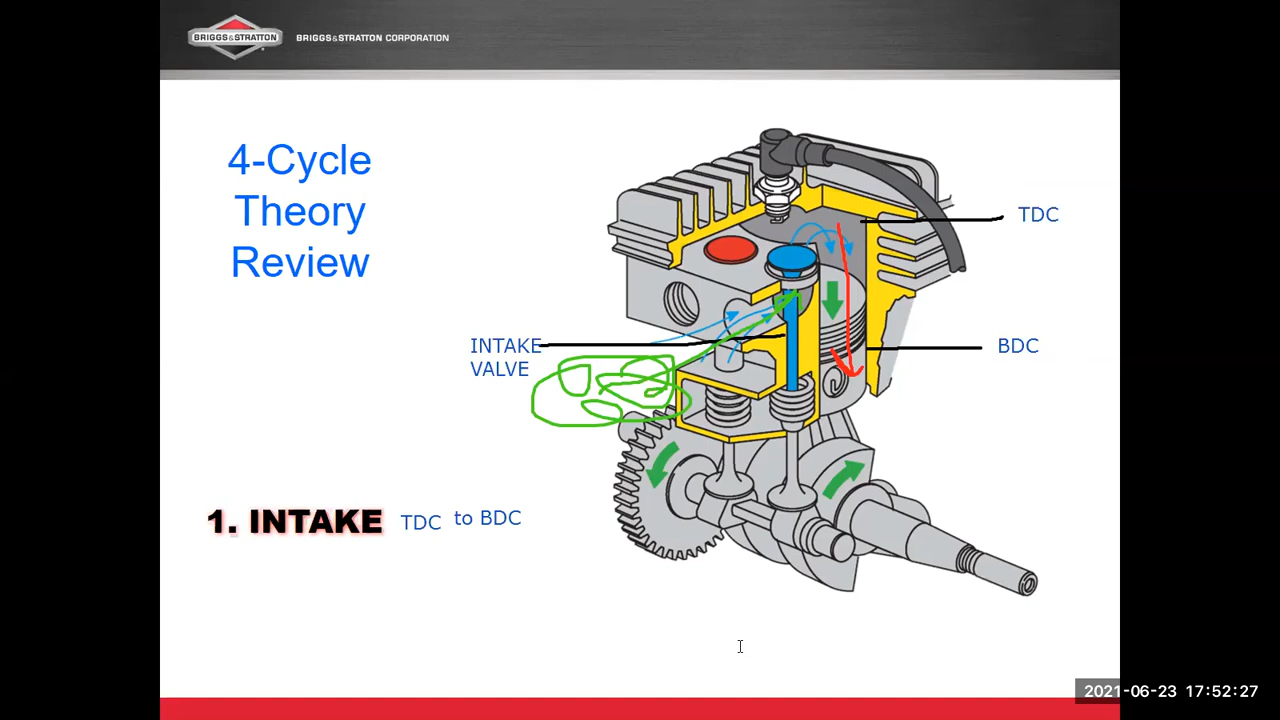 BRIGGS&STRATTON
BRIGGS&STRATTON CORPORATION
4-Cycle
Theory
Review
TDC
INTAKE
VALVE
BDC
1. INTAKE TDC to BDC
2021-06-23 17:52:27